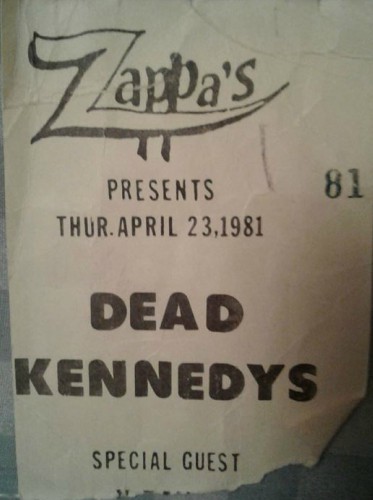 Zappa's
PRESENTS 81
THUR. APRIL 23, 1981
DEAD
KENNEDYS
SPECIAL GUEST